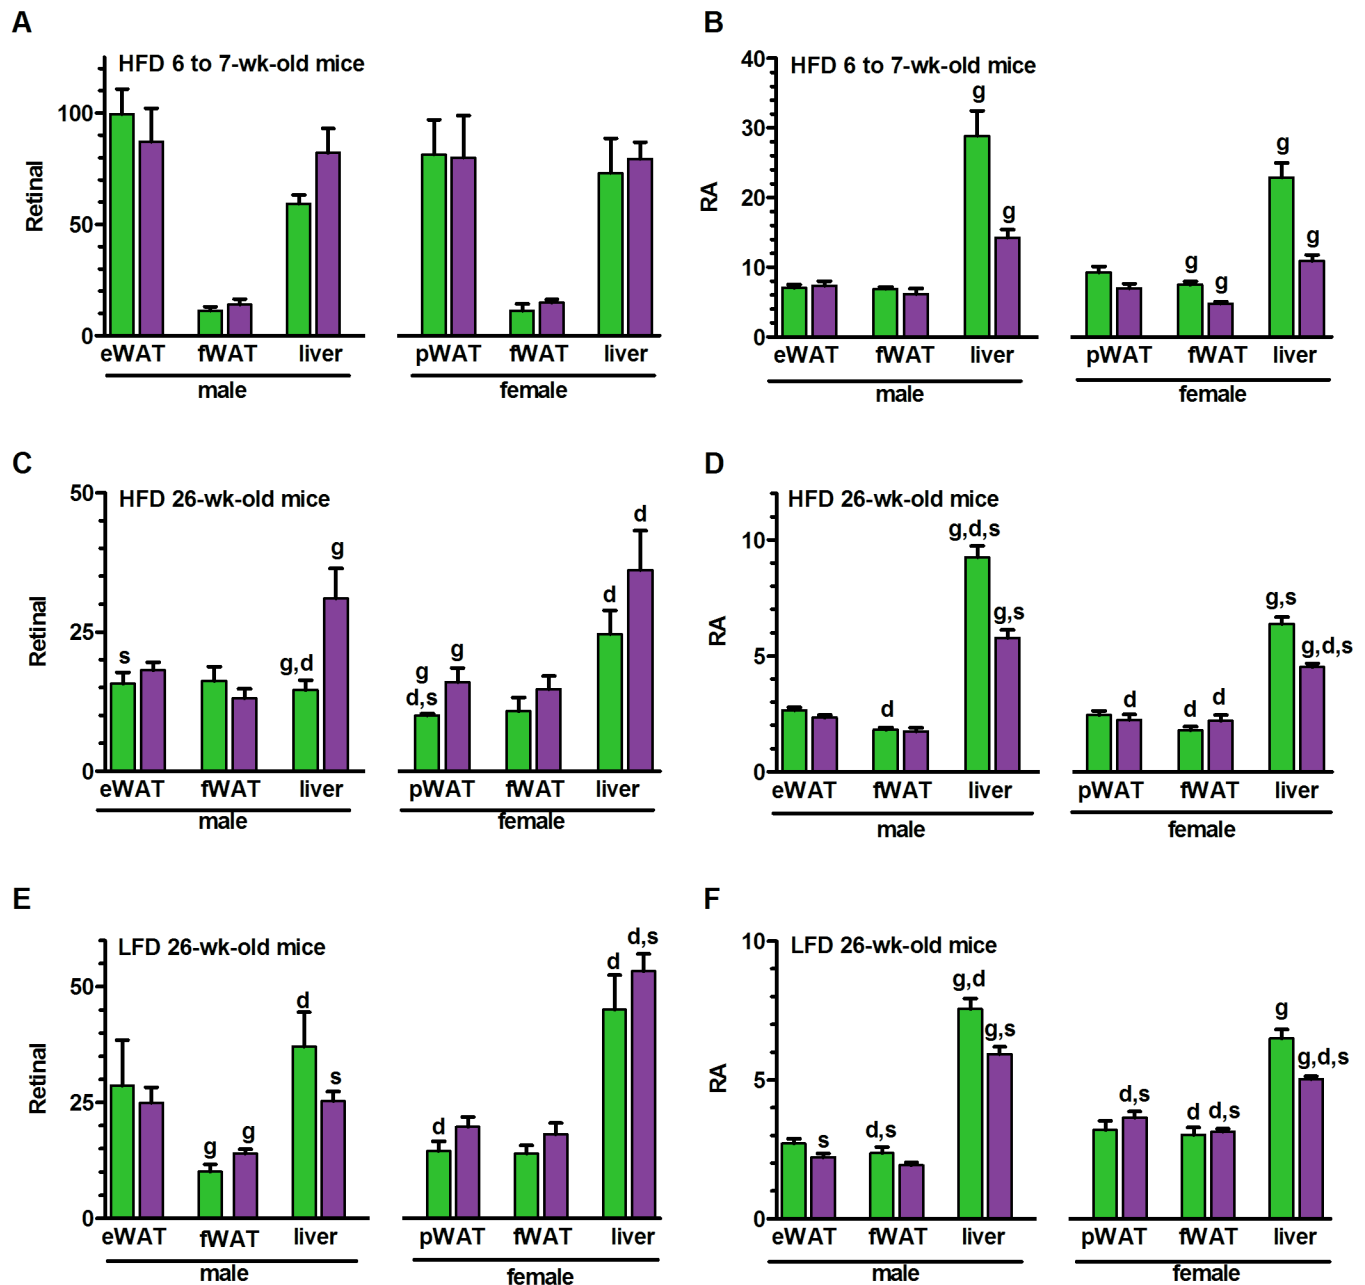 A
HFD 6 to 7-wk-old mice
Retinal
100
50
0
eWAT fWAT liver pWAT fWAT liver
male female
B
HFD 6 to 7-wk-old mice
RA
40
30
20
10
0
g
g
g
g
g
g
eWAT fWAT liver pWAT fWAT liver
male female
C
HFD 26-wk-old mice
Retinal
50
25
0
s
g,d
g
g
d,s
g
d
d
eWAT fWAT liver pWAT fWAT liver
male female
D
HFD 26-wk-old mice
RA
10
5
0
d
g,d,s
g,s
d
d
d
g,s
g,d,s
eWAT fWAT liver pWAT fWAT liver
male female
E
LFD 26-wk-old mice
Retinal
50
25
0
g
g
d
s
d
d
d,s
eWAT fWAT liver pWAT fWAT liver
male female
F
LFD 26-wk-old mice
RA
10
5
0
s
d,s
g,d
g,s
d,s
d
d,s
g
g,d,s
eWAT fWAT liver pWAT fWAT liver
male female